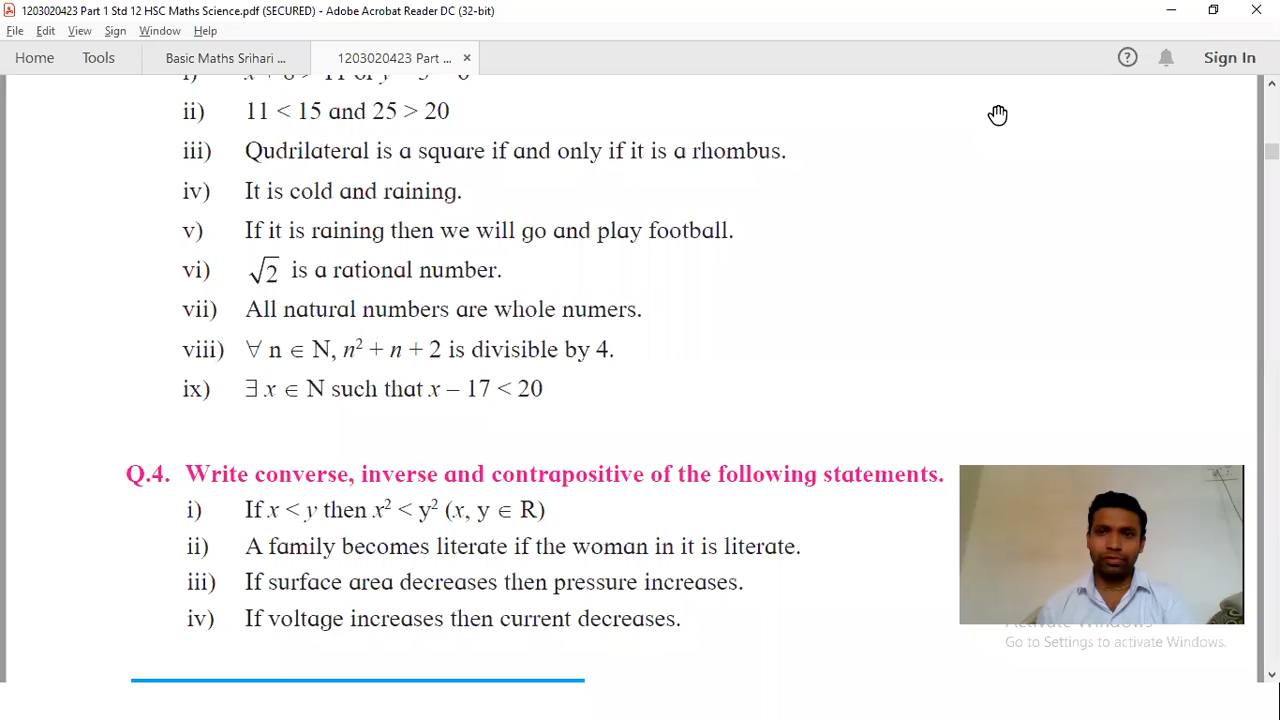 1203020423 Part 1 Std 12 HSC Maths Science.pdf (SECURED) - Adobe Acrobat Reader DC (32-bit)
File Edit View Sign Window Help
Home Tools Basic Maths Srihari ... 1203020423 Part ... × Sign In
ii) 11 < 15 and 25 > 20
iii) Qudrilateral is a square if and only if it is a rhombus.
iv) It is cold and raining.
v) If it is raining then we will go and play football.
vi) √2 is a rational number.
vii) All natural numbers are whole numers.
viii) ∀ n ∈ N, n² + n + 2 is divisible by 4.
ix) ∃ x ∈ N such that x – 17 < 20
Q.4. Write converse, inverse and contrapositive of the following statements.
i) If x < y then x² < y² (x, y ∈ R)
ii) A family becomes literate if the woman in it is literate.
iii) If surface area decreases then pressure increases.
iv) If voltage increases then current decreases.
Activate Windows
Go to Settings to activate Windows.